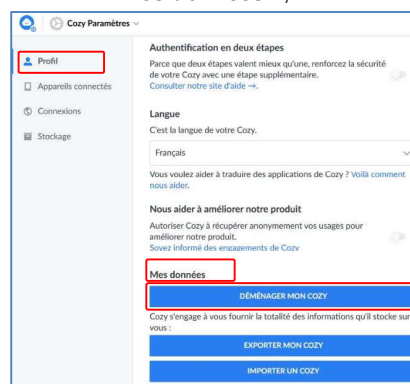 Cozy Paramètres
Profil
Appareils connectés
Connexions
Stockage
Authentification en deux étapes
Parce que deux étapes valent mieux qu'une, renforcez la sécurité
de votre Cozy avec une étape supplémentaire.
Consulter notre site d'aide →.
Langue
C'est la langue de votre Cozy.
Français
Vous voulez aider à traduire des applications de Cozy ? Voilà comment
nous aider.
Nous aider à améliorer notre produit
Autoriser Cozy à récupérer anonymement vos usages pour
améliorer notre produit.
Soyez informé des engagements de Cozy
Mes données
DÉMÉNAGER MON COZY
Cozy s'engage à vous fournir la totalité des informations qu'il stocke sur
vous :
EXPORTER MON COZY
IMPORTER UN COZY